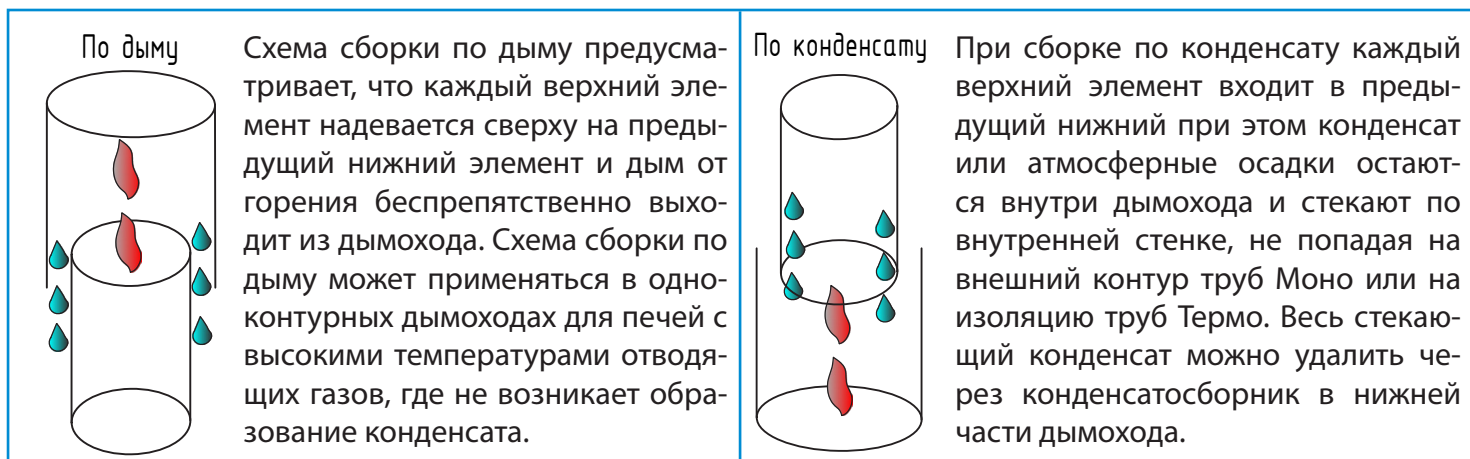 По дыму
Схема сборки по дыму предусма-
тривает, что каждый верхний эле-
мент надевается сверху на преды-
дущий нижний элемент и дым от
горения беспрепятственно выхо-
дит из дымохода. Схема сборки по
дыму может применяться в одно-
контурных дымоходах для печей с
высокими температурами отводя-
щих газов, где не возникает обра-
зование конденсата.
По конденсату
При сборке по конденсату каждый
верхний элемент входит в преды-
дущий нижний при этом конденсат
или атмосферные осадки остают-
ся внутри дымохода и стекают по
внутренней стенке, не попадая на
внешний контур труб Моно или на
изоляцию труб Термо. Весь стекаю-
щий конденсат можно удалить че-
рез конденсатосборник в нижней
части дымохода.